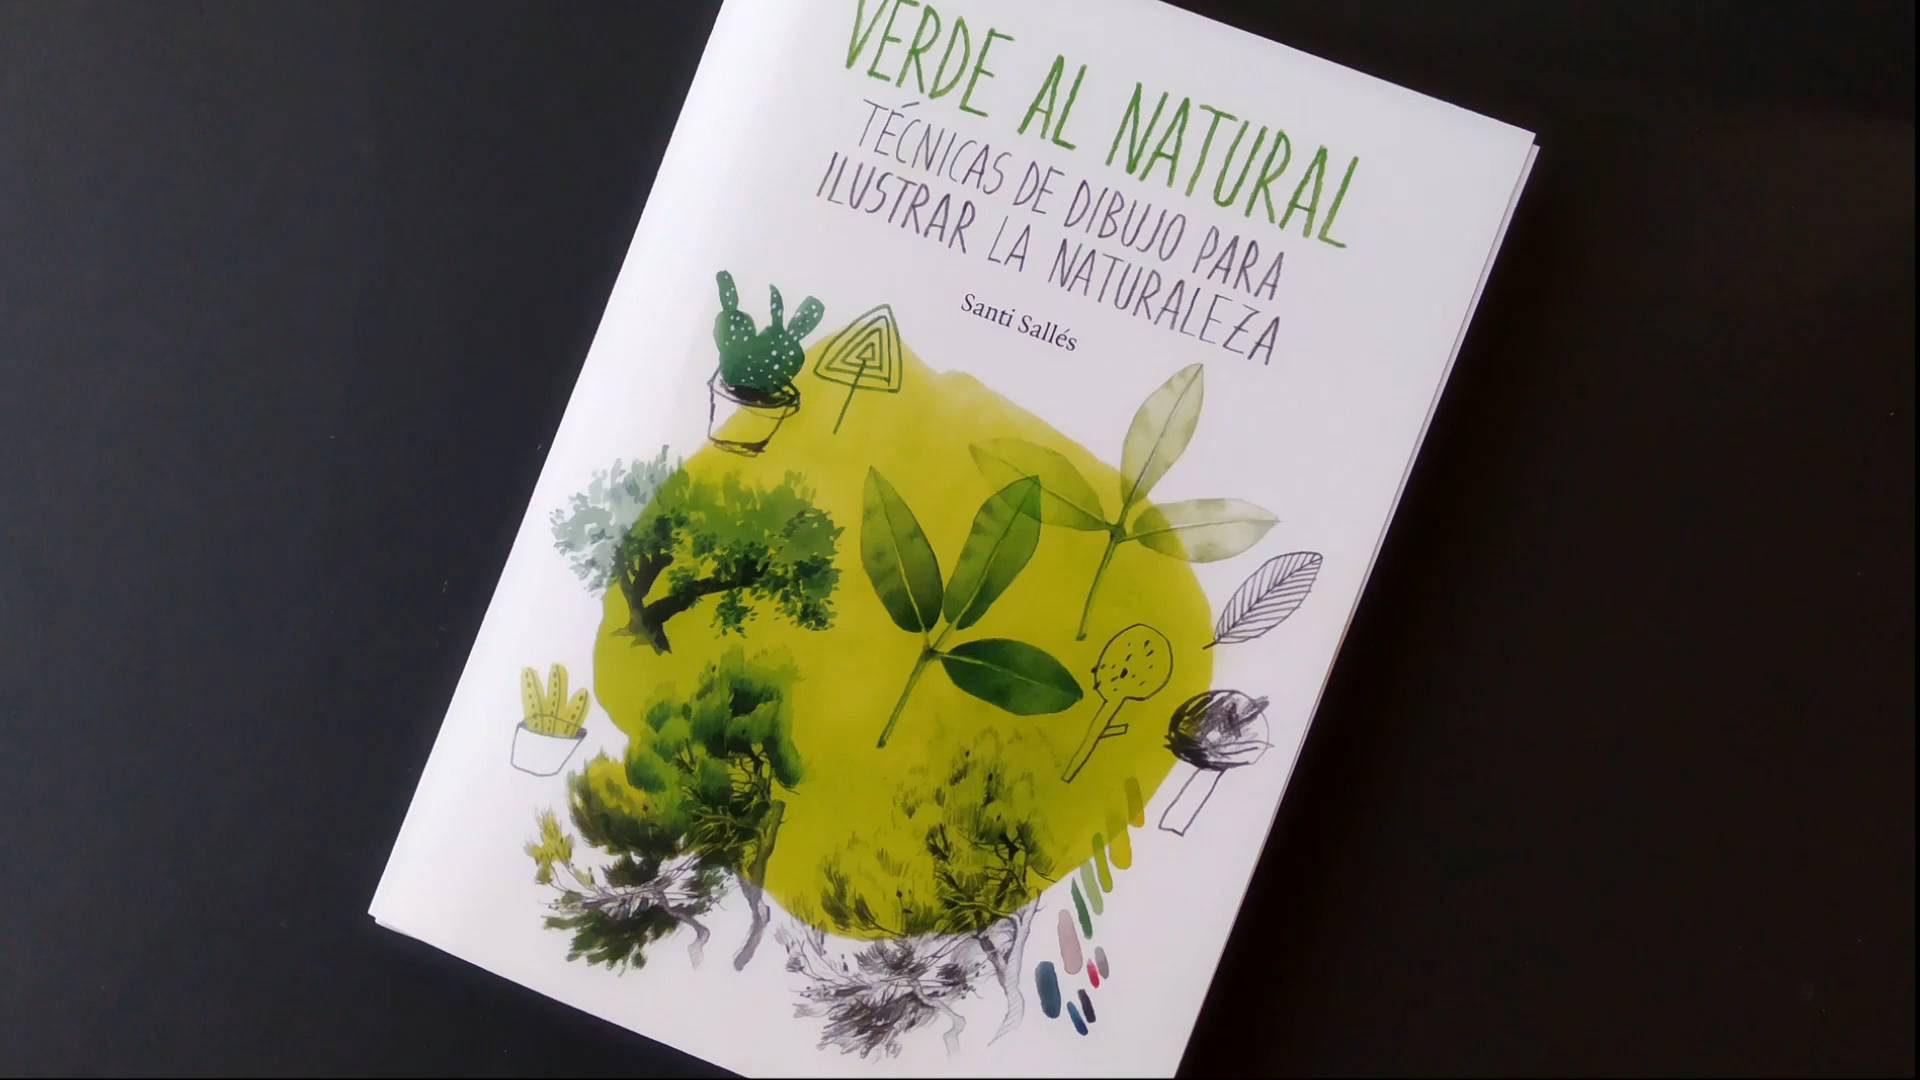 VERDE AL NATURAL
TÉCNICAS DE DIBUJO PARA
ILUSTRAR LA NATURALEZA
Santi Sallés